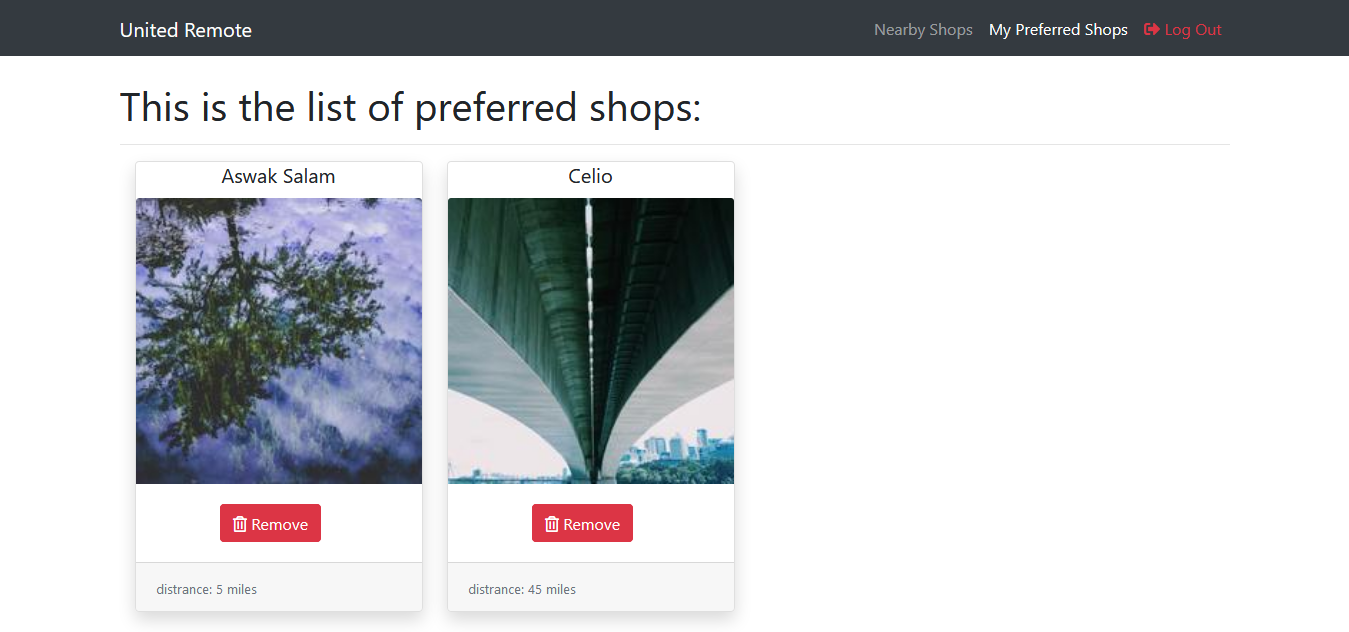 United Remote
Nearby Shops
My Preferred Shops
Log Out
This is the list of preferred shops:
Aswak Salam
Celio
Remove
Remove
distrance: 5 miles
distrance: 45 miles